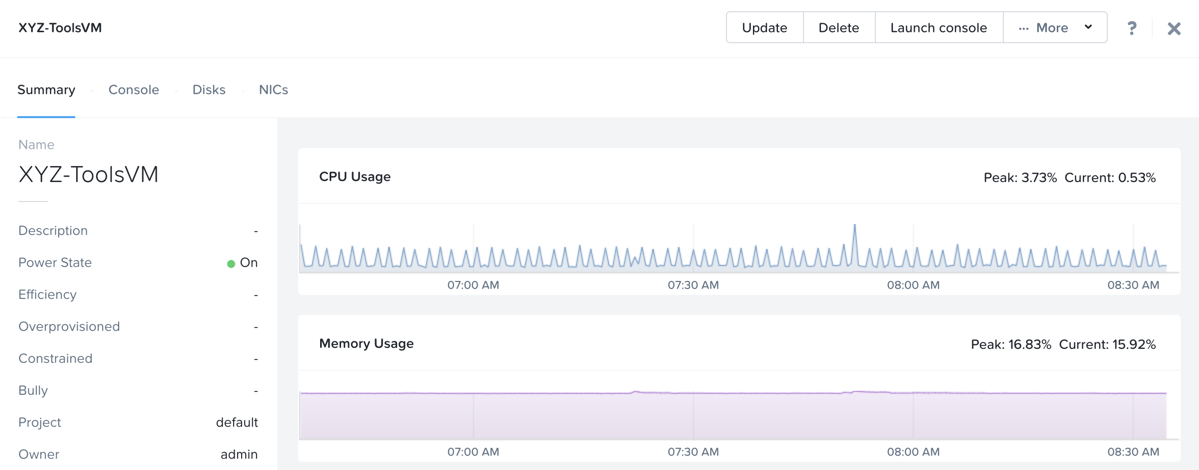 XYZ-ToolsVM
Update Delete Launch console ··· More ?
Summary Console Disks NICs
Name
XYZ-ToolsVM
Description -
Power State On
Efficiency -
Overprovisioned -
Constrained -
Bully -
Project default
Owner admin
CPU Usage Peak: 3.73% Current: 0.53%
07:00 AM 07:30 AM 08:00 AM 08:30 AM
Memory Usage Peak: 16.83% Current: 15.92%
07:00 AM 07:30 AM 08:00 AM 08:30 AM